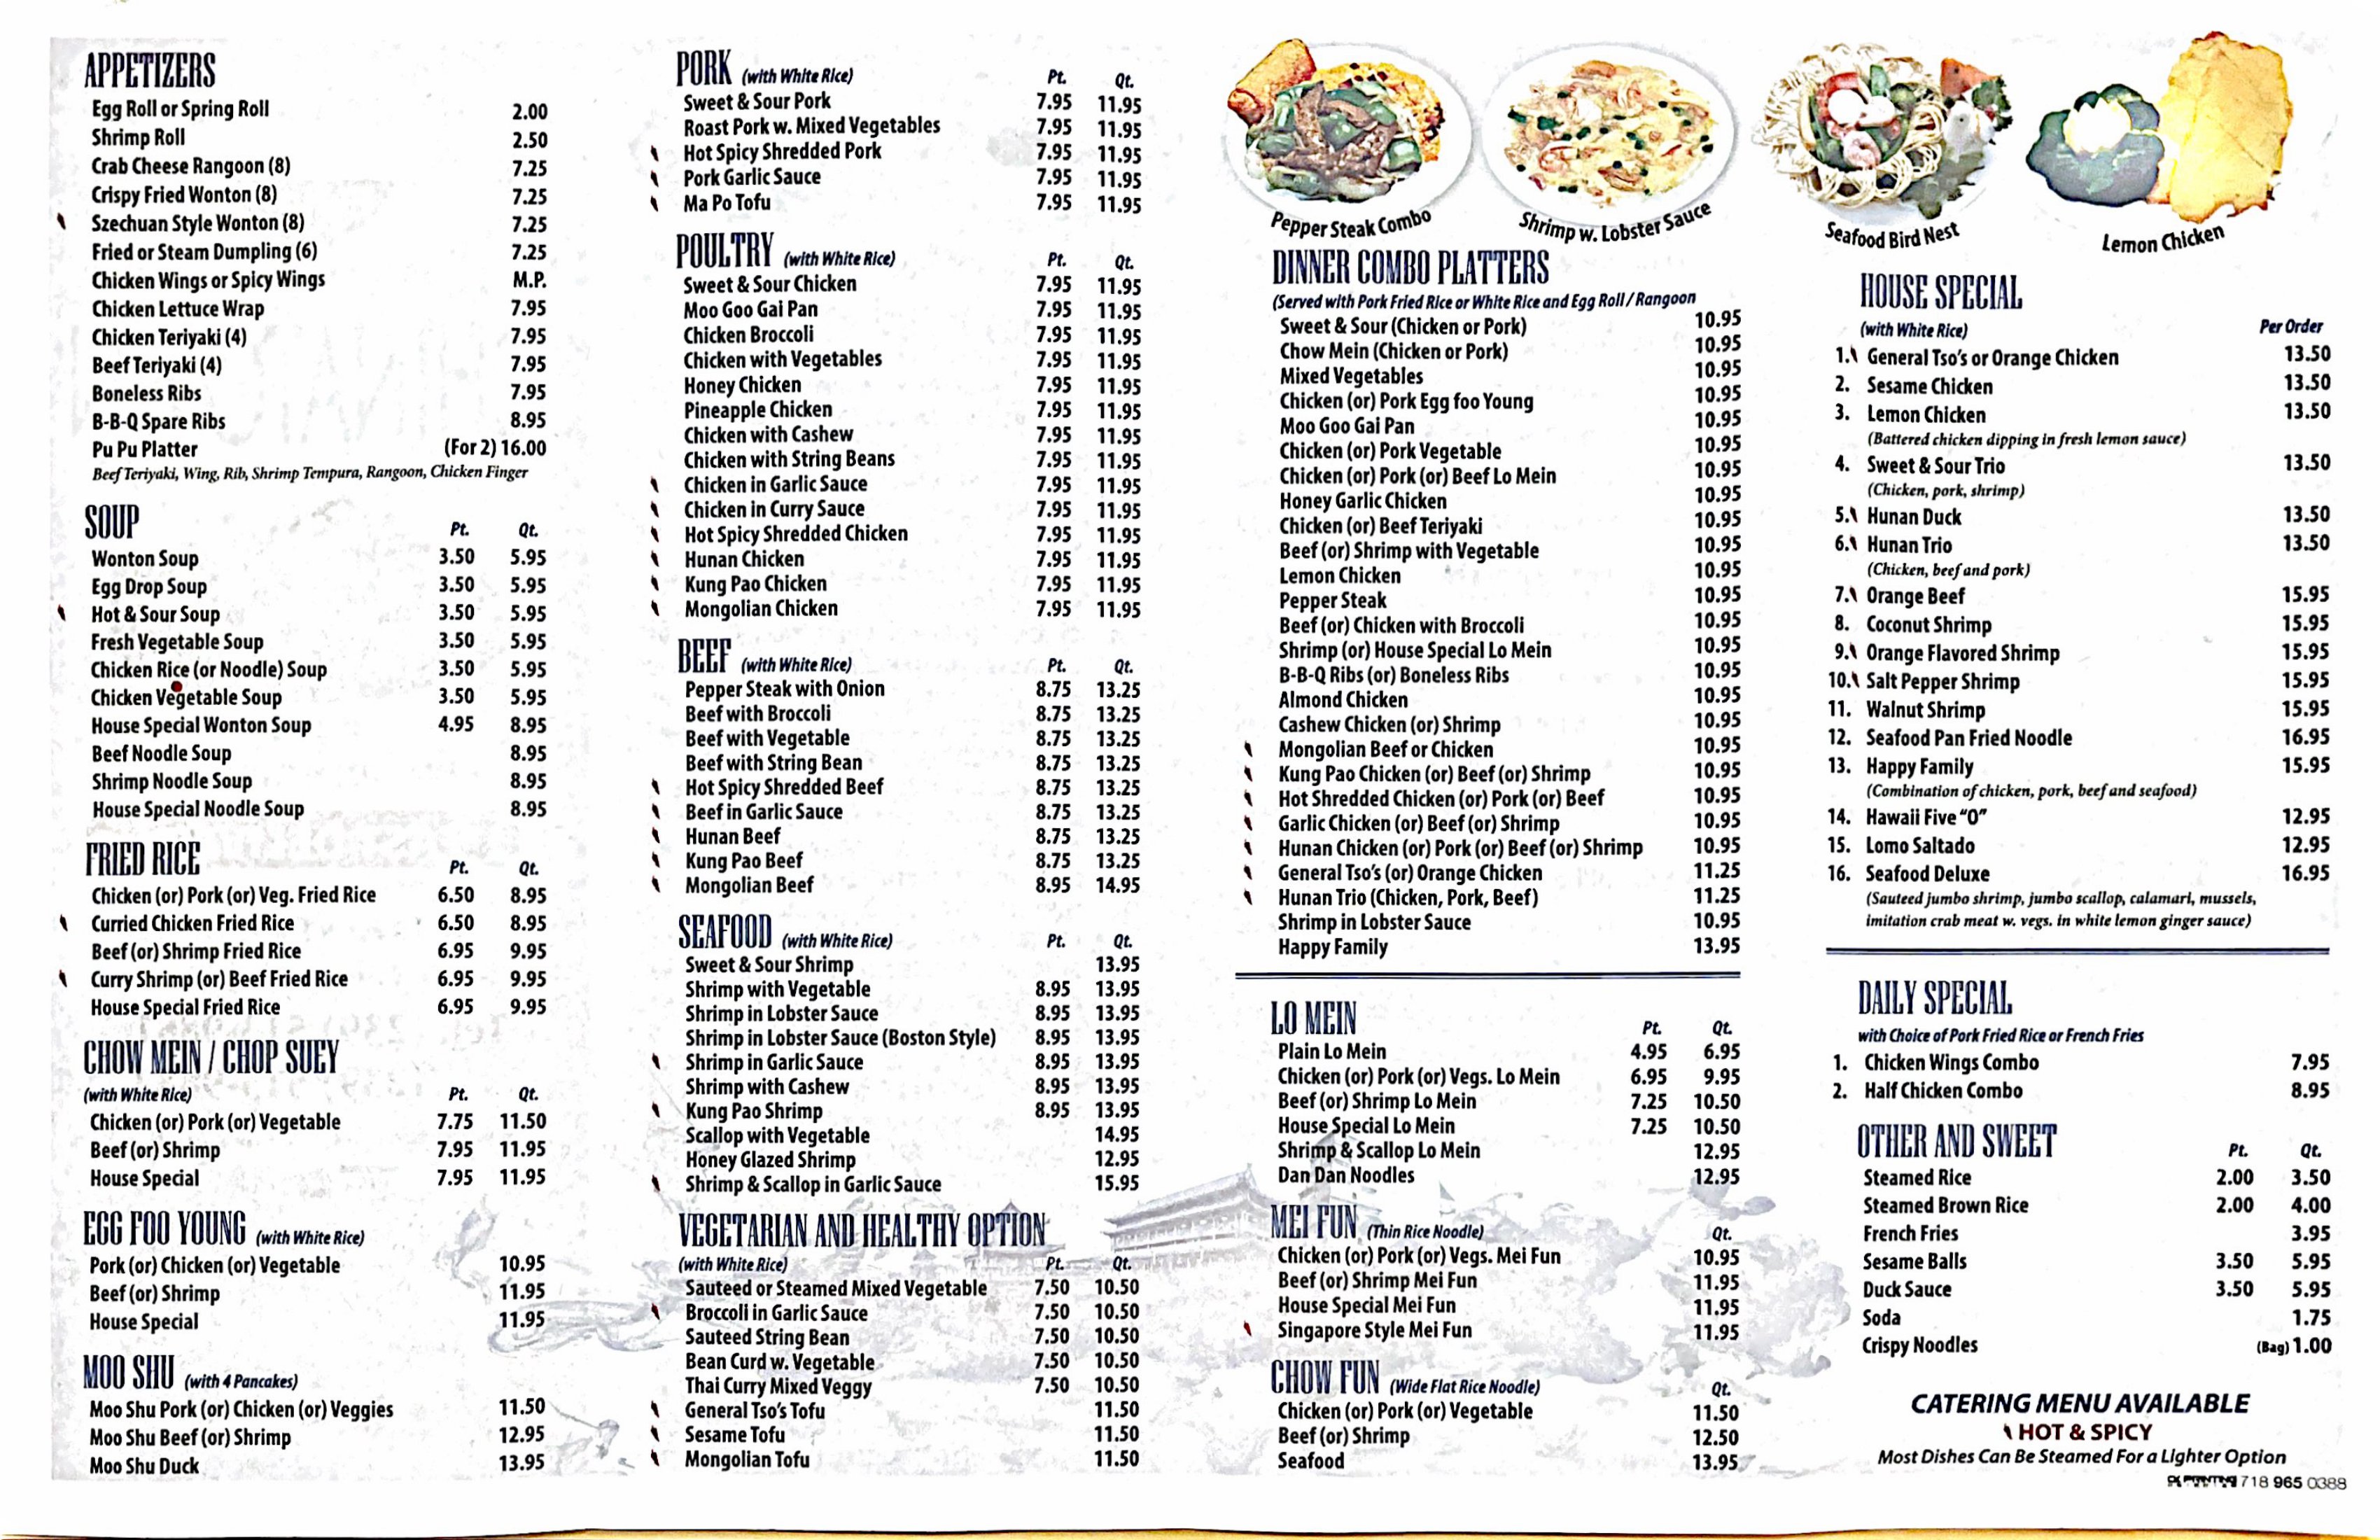 APPETIZERS
Egg Roll or Spring Roll 2.00
Shrimp Roll 2.50
Crab Cheese Rangoon (8) 7.25
Crispy Fried Wonton (8) 7.25
Szechuan Style Wonton (8) 7.25
Fried or Steam Dumpling (6) 7.25
Chicken Wings or Spicy Wings M.P.
Chicken Lettuce Wrap 7.95
Chicken Teriyaki (4) 7.95
Beef Teriyaki (4) 7.95
Boneless Ribs 7.95
B-B-Q Spare Ribs 8.95
Pu Pu Platter (For 2) 16.00
Beef Teriyaki, Wing, Rib, Shrimp Tempura, Rangoon, Chicken Finger
SOUP Pt. Qt.
Wonton Soup 3.50 5.95
Egg Drop Soup 3.50 5.95
Hot & Sour Soup 3.50 5.95
Fresh Vegetable Soup 3.50 5.95
Chicken Rice (or Noodle) Soup 3.50 5.95
Chicken Vegetable Soup 3.50 5.95
House Special Wonton Soup 4.95 8.95
Beef Noodle Soup 8.95
Shrimp Noodle Soup 8.95
House Special Noodle Soup 8.95
FRIED RICE Pt. Qt.
Chicken (or) Pork (or) Veg. Fried Rice 6.50 8.95
Curried Chicken Fried Rice 6.50 8.95
Beef (or) Shrimp Fried Rice 6.95 9.95
Curry Shrimp (or) Beef Fried Rice 6.95 9.95
House Special Fried Rice 6.95 9.95
CHOW MEIN / CHOP SUEY
(with White Rice) Pt. Qt.
Chicken (or) Pork (or) Vegetable 7.75 11.50
Beef (or) Shrimp 7.95 11.95
House Special 7.95 11.95
EGG FOO YOUNG (with White Rice)
Pork (or) Chicken (or) Vegetable 10.95
Beef (or) Shrimp 11.95
House Special 11.95
MOO SHU (with 4 Pancakes)
Moo Shu Pork (or) Chicken (or) Veggies 11.50
Moo Shu Beef (or) Shrimp 12.95
Moo Shu Duck 13.95
PORK (with White Rice) Pt. Qt.
Sweet & Sour Pork 7.95 11.95
Roast Pork w. Mixed Vegetables 7.95 11.95
Hot Spicy Shredded Pork 7.95 11.95
Pork Garlic Sauce 7.95 11.95
Ma Po Tofu 7.95 11.95
POULTRY (with White Rice) Pt. Qt.
Sweet & Sour Chicken 7.95 11.95
Moo Goo Gai Pan 7.95 11.95
Chicken Broccoli 7.95 11.95
Chicken with Vegetables 7.95 11.95
Honey Chicken 7.95 11.95
Pineapple Chicken 7.95 11.95
Chicken with Cashew 7.95 11.95
Chicken with String Beans 7.95 11.95
Chicken in Garlic Sauce 7.95 11.95
Chicken in Curry Sauce 7.95 11.95
Hot Spicy Shredded Chicken 7.95 11.95
Hunan Chicken 7.95 11.95
Kung Pao Chicken 7.95 11.95
Mongolian Chicken 7.95 11.95
BEEF (with White Rice) Pt. Qt.
Pepper Steak with Onion 8.75 13.25
Beef with Broccoli 8.75 13.25
Beef with Vegetable 8.75 13.25
Beef with String Bean 8.75 13.25
Hot Spicy Shredded Beef 8.75 13.25
Beef in Garlic Sauce 8.75 13.25
Hunan Beef 8.75 13.25
Kung Pao Beef 8.75 13.25
Mongolian Beef 8.95 14.95
SEAFOOD (with White Rice) Pt. Qt.
Sweet & Sour Shrimp 13.95
Shrimp with Vegetable 8.95 13.95
Shrimp in Lobster Sauce 8.95 13.95
Shrimp in Lobster Sauce (Boston Style) 8.95 13.95
Shrimp in Garlic Sauce 8.95 13.95
Shrimp with Cashew 8.95 13.95
Kung Pao Shrimp 8.95 13.95
Scallop with Vegetable 14.95
Honey Glazed Shrimp 12.95
Shrimp & Scallop in Garlic Sauce 15.95
VEGETARIAN AND HEALTHY OPTION
(with White Rice) Pt. Qt.
Sauteed or Steamed Mixed Vegetable 7.50 10.50
Broccoli in Garlic Sauce 7.50 10.50
Sauteed String Bean 7.50 10.50
Bean Curd w. Vegetable 7.50 10.50
Thai Curry Mixed Veggy 7.50 10.50
General Tso's Tofu 11.50
Sesame Tofu 11.50
Mongolian Tofu 11.50
Pepper Steak Combo
Shrimp w. Lobster Sauce
Seafood Bird Nest
Lemon Chicken
DINNER COMBO PLATTERS
(Served with Pork Fried Rice or White Rice and Egg Roll / Rangoon
Sweet & Sour (Chicken or Pork) 10.95
Chow Mein (Chicken or Pork) 10.95
Mixed Vegetables 10.95
Chicken (or) Pork Egg foo Young 10.95
Moo Goo Gai Pan 10.95
Chicken (or) Pork Vegetable 10.95
Chicken (or) Pork (or) Beef Lo Mein 10.95
Honey Garlic Chicken 10.95
Chicken (or) Beef Teriyaki 10.95
Beef (or) Shrimp with Vegetable 10.95
Lemon Chicken 10.95
Pepper Steak 10.95
Beef (or) Chicken with Broccoli 10.95
Shrimp (or) House Special Lo Mein 10.95
B-B-Q Ribs (or) Boneless Ribs 10.95
Almond Chicken 10.95
Cashew Chicken (or) Shrimp 10.95
Mongolian Beef or Chicken 10.95
Kung Pao Chicken (or) Beef (or) Shrimp 10.95
Hot Shredded Chicken (or) Pork (or) Beef 10.95
Garlic Chicken (or) Beef (or) Shrimp 10.95
Hunan Chicken (or) Pork (or) Beef (or) Shrimp 10.95
General Tso's (or) Orange Chicken 11.25
Hunan Trio (Chicken, Pork, Beef) 11.25
Shrimp in Lobster Sauce 10.95
Happy Family 13.95
LO MEIN Pt. Qt.
Plain Lo Mein 4.95 6.95
Chicken (or) Pork (or) Vegs. Lo Mein 6.95 9.95
Beef (or) Shrimp Lo Mein 7.25 10.50
House Special Lo Mein 7.25 10.50
Shrimp & Scallop Lo Mein 12.95
Dan Dan Noodles 12.95
MEI FUN (Thin Rice Noodle) Qt.
Chicken (or) Pork (or) Vegs. Mei Fun 10.95
Beef (or) Shrimp Mei Fun 11.95
House Special Mei Fun 11.95
Singapore Style Mei Fun 11.95
CHOW FUN (Wide Flat Rice Noodle) Qt.
Chicken (or) Pork (or) Vegetable 11.50
Beef (or) Shrimp 12.50
Seafood 13.95
HOUSE SPECIAL
(with White Rice) Per Order
1. General Tso's or Orange Chicken 13.50
2. Sesame Chicken 13.50
3. Lemon Chicken 13.50
(Battered chicken dipping in fresh lemon sauce)
4. Sweet & Sour Trio 13.50
(Chicken, pork, shrimp)
5. Hunan Duck 13.50
6. Hunan Trio 13.50
(Chicken, beef and pork)
7. Orange Beef 15.95
8. Coconut Shrimp 15.95
9. Orange Flavored Shrimp 15.95
10. Salt Pepper Shrimp 15.95
11. Walnut Shrimp 15.95
12. Seafood Pan Fried Noodle 16.95
13. Happy Family 15.95
(Combination of chicken, pork, beef and seafood)
14. Hawaii Five "O" 12.95
15. Lomo Saltado 12.95
16. Seafood Deluxe 16.95
(Sauteed jumbo shrimp, jumbo scallop, calamari, mussels,
imitation crab meat w. vegs. in white lemon ginger sauce)
DAILY SPECIAL
with Choice of Pork Fried Rice or French Fries
1. Chicken Wings Combo 7.95
2. Half Chicken Combo 8.95
OTHER AND SWEET Pt. Qt.
Steamed Rice 2.00 3.50
Steamed Brown Rice 2.00 4.00
French Fries 3.95
Sesame Balls 3.50 5.95
Duck Sauce 3.50 5.95
Soda 1.75
Crispy Noodles (Bag) 1.00
CATERING MENU AVAILABLE
HOT & SPICY
Most Dishes Can Be Steamed For a Lighter Option
718 965 0388